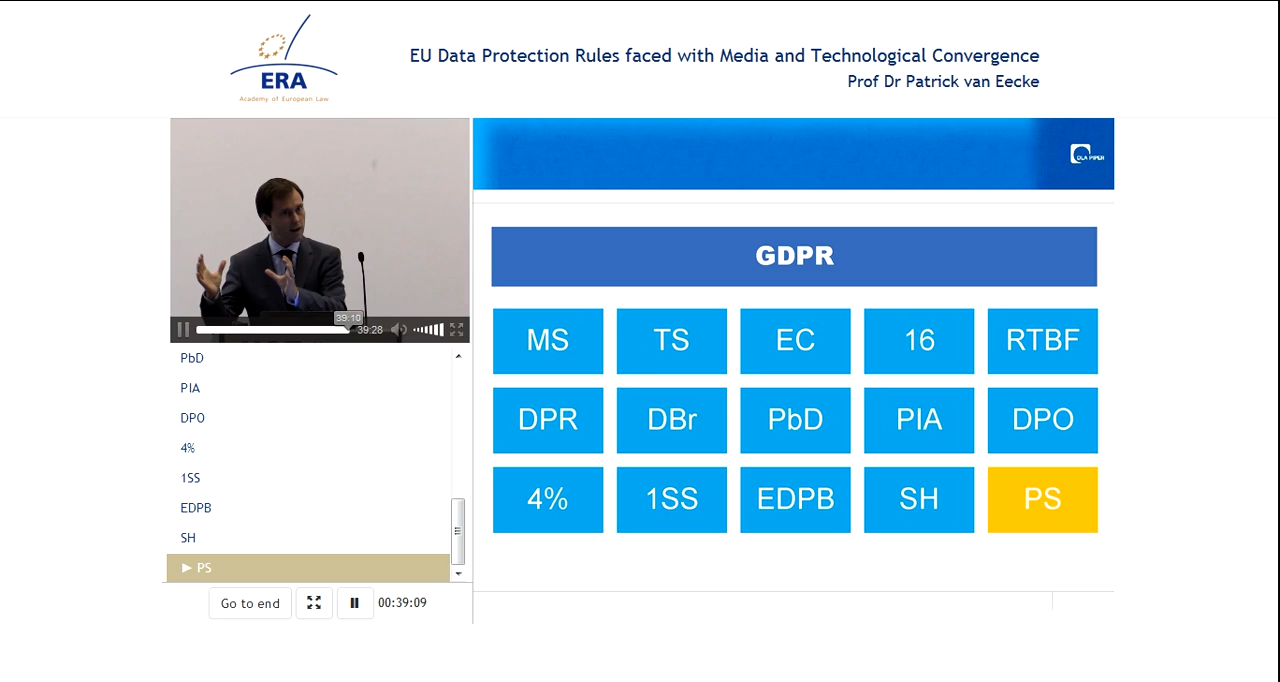 EU Data Protection Rules faced with Media and Technological Convergence
Prof Dr Patrick van Eecke
ERA
Academy of European Law
DLA PIPER
39:10
39:28
PbD
PIA
DPO
4%
1SS
EDPB
SH
▶ PS
Go to end
00:39:09
GDPR
MS TS EC 16 RTBF
DPR DBr PbD PIA DPO
4% 1SS EDPB SH PS